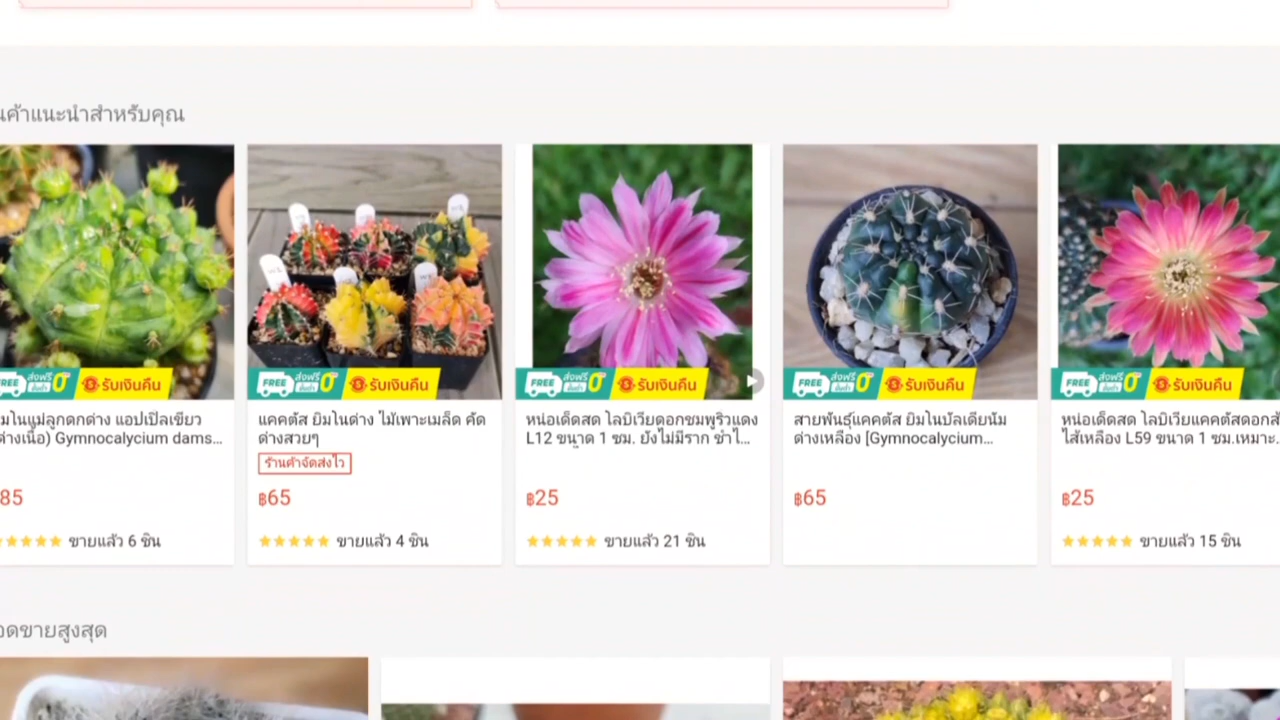 นค้าแนะนำสำหรับคุณ
FREE ส่งฟรี 0 รับเงินคืน
FREE ส่งฟรี 0 รับเงินคืน
FREE ส่งฟรี 0 รับเงินคืน
FREE ส่งฟรี 0 รับเงินคืน
FREE ส่งฟรี 0 รับเงินคืน
มโนแม่ลูกดกด่าง แอปเปิลเขียว
ด่างเนื้อ) Gymnocalycium dams...
85
ขายแล้ว 6 ชิ้น
แคคตัส ยิมโนด่าง ไม้เพาะเมล็ด คัด
ด่างสวยๆ
ร้านค้าจัดส่งไว
฿65
ขายแล้ว 4 ชิ้น
หน่อเด็ดสด โลบิเวียดอกชมพูริ้วแดง
L12 ขนาด 1 ซม. ยังไม่มีราก ชำไ...
฿25
ขายแล้ว 21 ชิ้น
สายพันธุ์แคคตัส ยิมโนบัลเดียนั่ม
ด่างเหลือง [Gymnocalycium...
฿65
หน่อเด็ดสด โลบิเวียแคคตัสดอกส้
ไส้เหลือง L59 ขนาด 1 ซม.เหมาะ.
฿25
ขายแล้ว 15 ชิ้น
อดขายสูงสุด